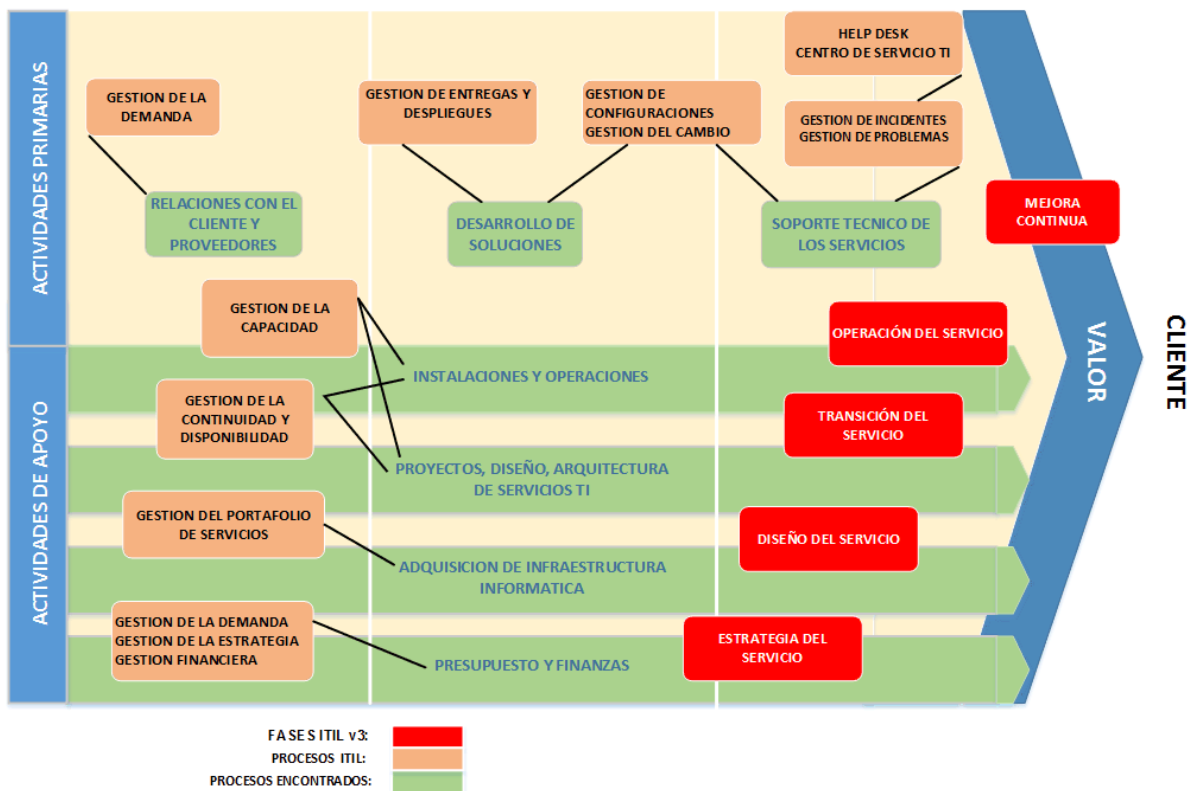 ACTIVIDADES PRIMARIAS
HELP DESK
CENTRO DE SERVICIO TI
GESTION DE LA
DEMANDA
GESTION DE ENTREGAS Y
DESPLIEGUES
GESTION DE
CONFIGURACIONES
GESTION DEL CAMBIO
GESTION DE INCIDENTES
GESTION DE PROBLEMAS
RELACIONES CON EL
CLIENTE Y
PROVEEDORES
DESARROLLO DE
SOLUCIONES
SOPORTE TECNICO DE
LOS SERVICIOS
MEJORA
CONTINUA
GESTION DE LA
CAPACIDAD
OPERACIÓN DEL SERVICIO
VALOR
CLIENTE
ACTIVIDADES DE APOYO
INSTALACIONES Y OPERACIONES
GESTION DE LA
CONTINUIDAD Y
DISPONIBILIDAD
TRANSICIÓN DEL
SERVICIO
PROYECTOS, DISEÑO, ARQUITECTURA
DE SERVICIOS TI
GESTION DEL PORTAFOLIO
DE SERVICIOS
DISEÑO DEL SERVICIO
ADQUISICION DE INFRAESTRUCTURA
INFORMATICA
GESTION DE LA DEMANDA
GESTION DE LA ESTRATEGIA
GESTION FINANCIERA
PRESUPUESTO Y FINANZAS
ESTRATEGIA DEL
SERVICIO
FASES ITIL v3:
PROCESOS ITIL:
PROCESOS ENCONTRADOS: